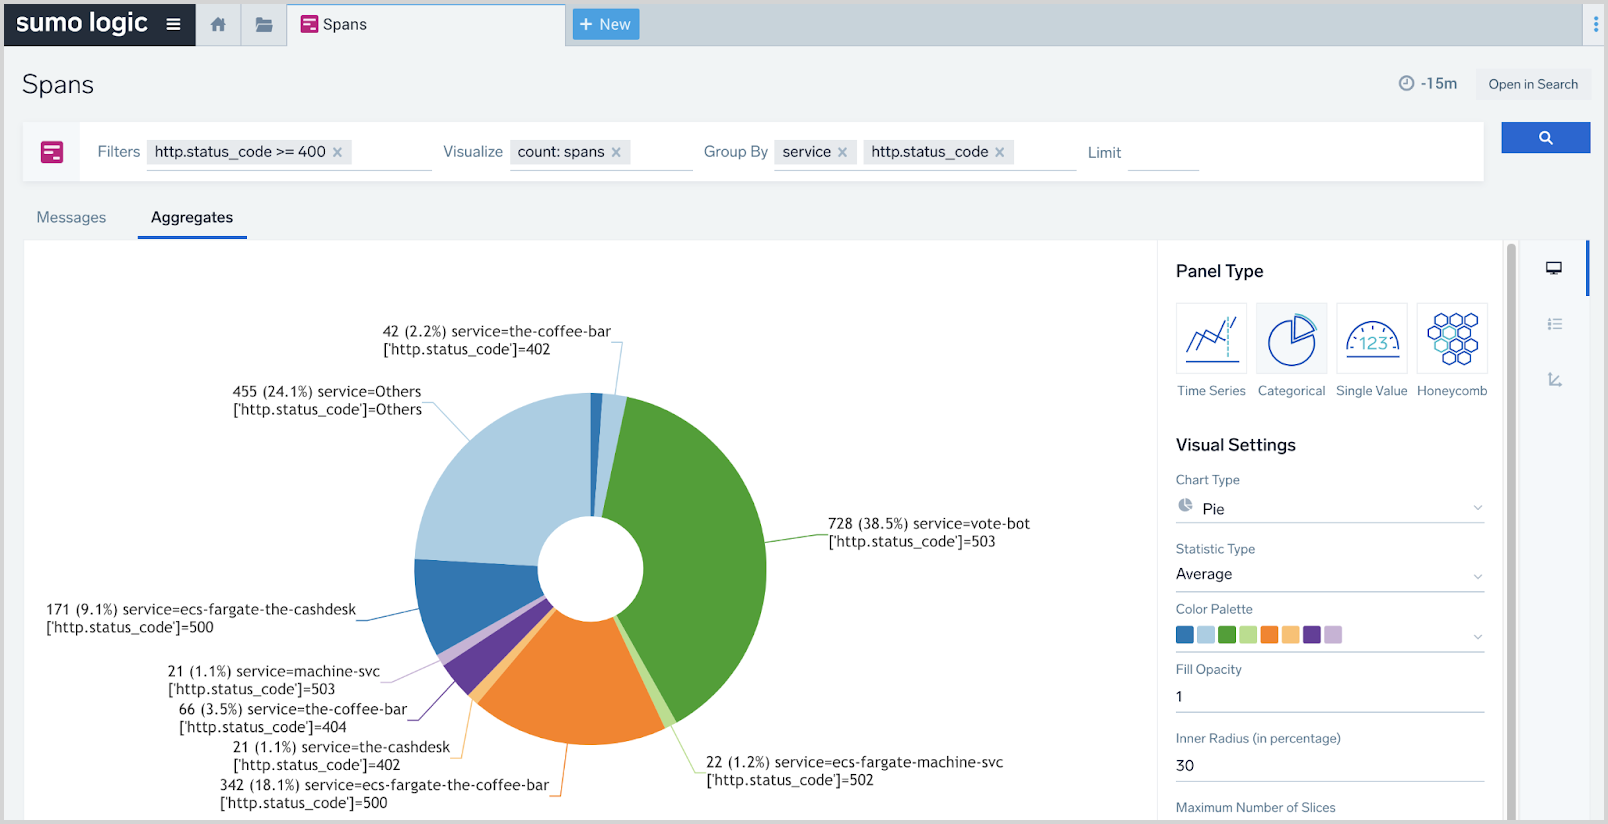 sumo logic
Spans
+ New
Spans
-15m
Open in Search
Filters
http.status_code >= 400 ×
Visualize
count: spans ×
Group By
service ×
http.status_code ×
Limit
Messages
Aggregates
42 (2.2%) service=the-coffee-bar
['http.status_code']=402
455 (24.1%) service=Others
['http.status_code']=Others
728 (38.5%) service=vote-bot
['http.status_code']=503
171 (9.1%) service=ecs-fargate-the-cashdesk
['http.status_code']=500
21 (1.1%) service=machine-svc
['http.status_code']=503
66 (3.5%) service=the-coffee-bar
['http.status_code']=404
21 (1.1%) service=the-cashdesk
['http.status_code']=402
342 (18.1%) service=ecs-fargate-the-coffee-bar
['http.status_code']=500
22 (1.2%) service=ecs-fargate-machine-svc
['http.status_code']=502
Panel Type
123
Time Series
Categorical
Single Value
Honeycomb
Visual Settings
Chart Type
Pie
Statistic Type
Average
Color Palette
Fill Opacity
1
Inner Radius (in percentage)
30
Maximum Number of Slices